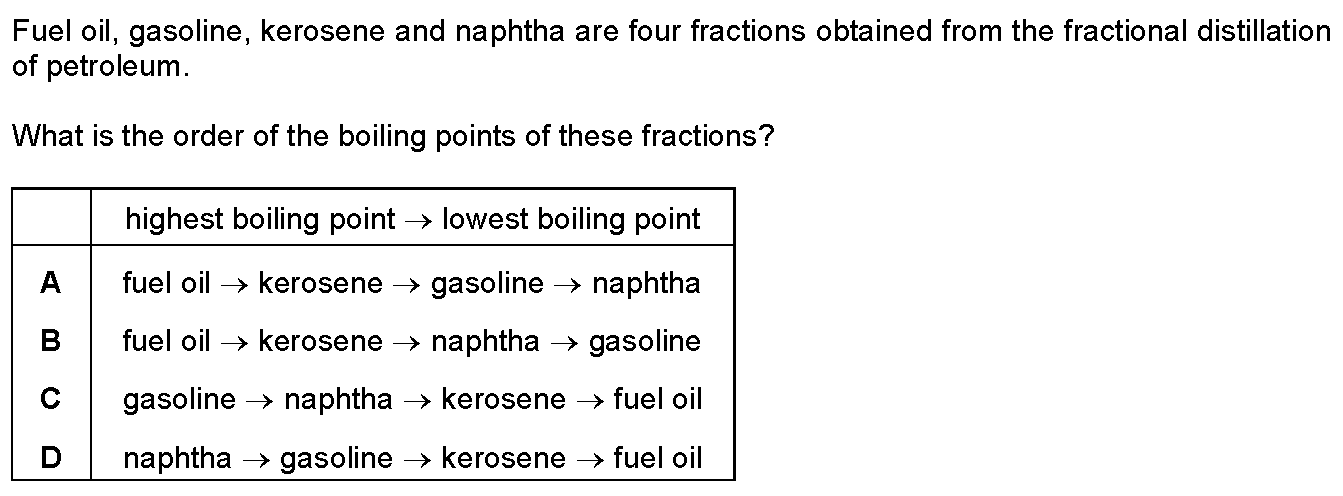 Fuel oil, gasoline, kerosene and naphtha are four fractions obtained from the fractional distillation
of petroleum.
What is the order of the boiling points of these fractions?
highest boiling point → lowest boiling point
A fuel oil → kerosene → gasoline → naphtha
B fuel oil → kerosene → naphtha → gasoline
C gasoline → naphtha → kerosene → fuel oil
D naphtha → gasoline → kerosene → fuel oil